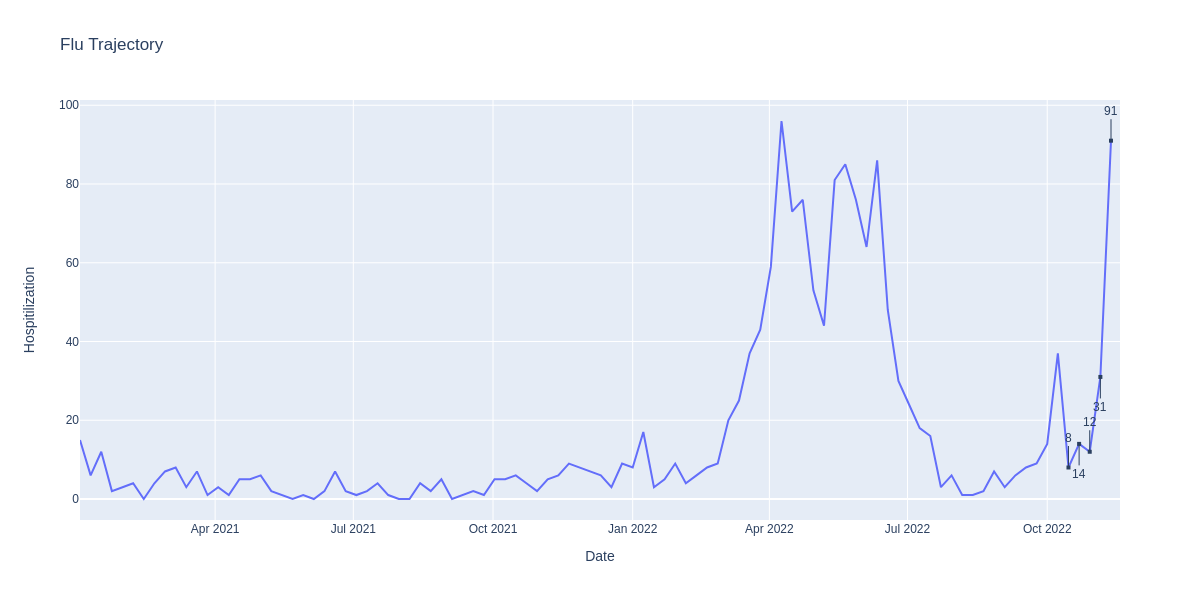 Flu Trajectory
100
80
60
40
20
0
Hospitilization
91
31
12
8
14
Apr 2021
Jul 2021
Oct 2021
Jan 2022
Apr 2022
Jul 2022
Oct 2022
Date